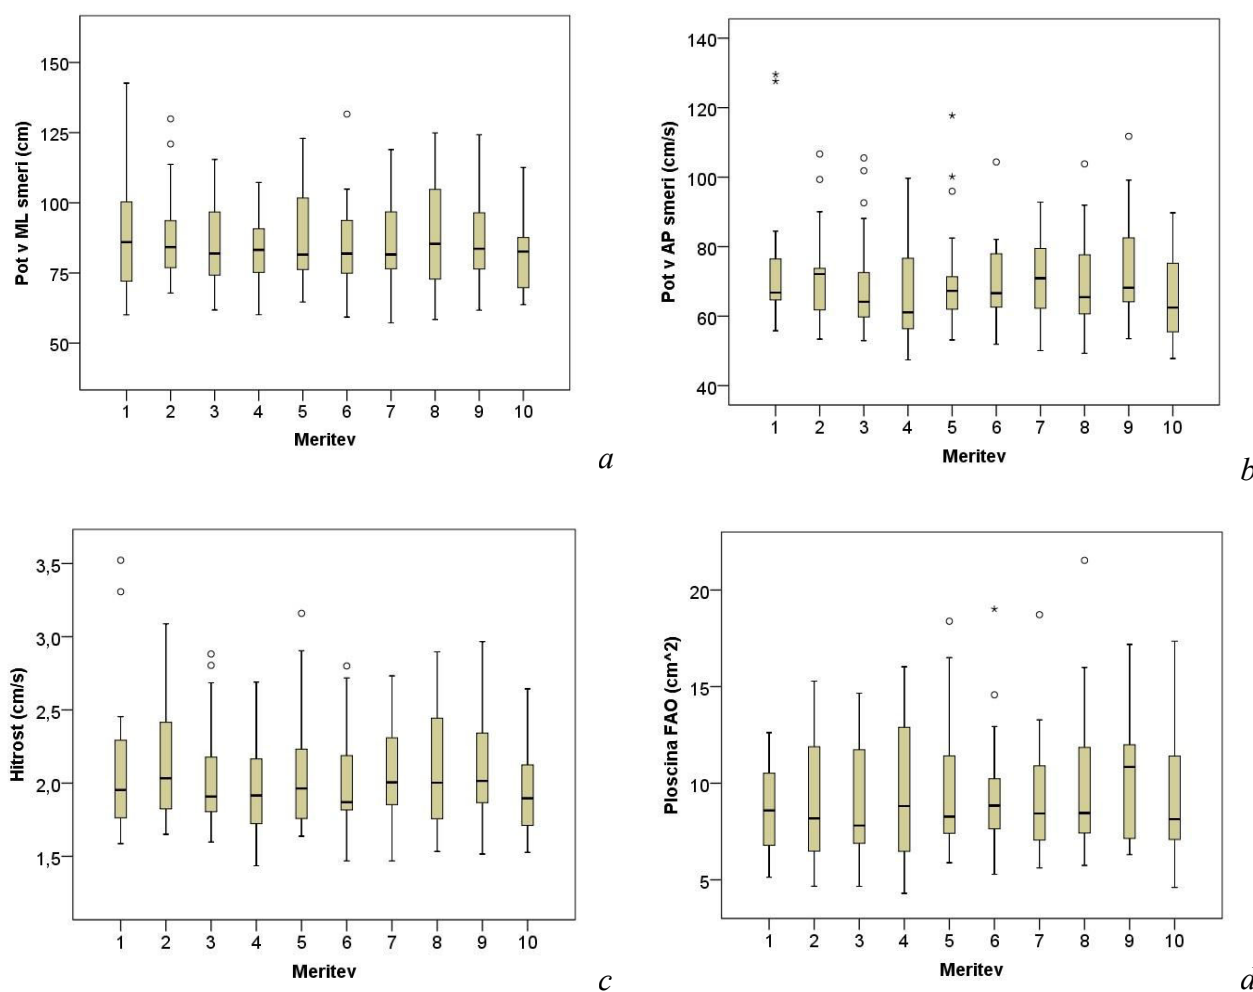 Pot v ML smeri (cm)
150
125
100
75
50
1 2 3 4 5 6 7 8 9 10
Meritev
a
Pot v AP smeri (cm/s)
140
120
100
80
60
40
1 2 3 4 5 6 7 8 9 10
Meritev
b
Hitrost (cm/s)
3,5
3,0
2,5
2,0
1,5
1 2 3 4 5 6 7 8 9 10
Meritev
c
Ploscina FAO (cm^2)
20
15
10
5
1 2 3 4 5 6 7 8 9 10
Meritev
d